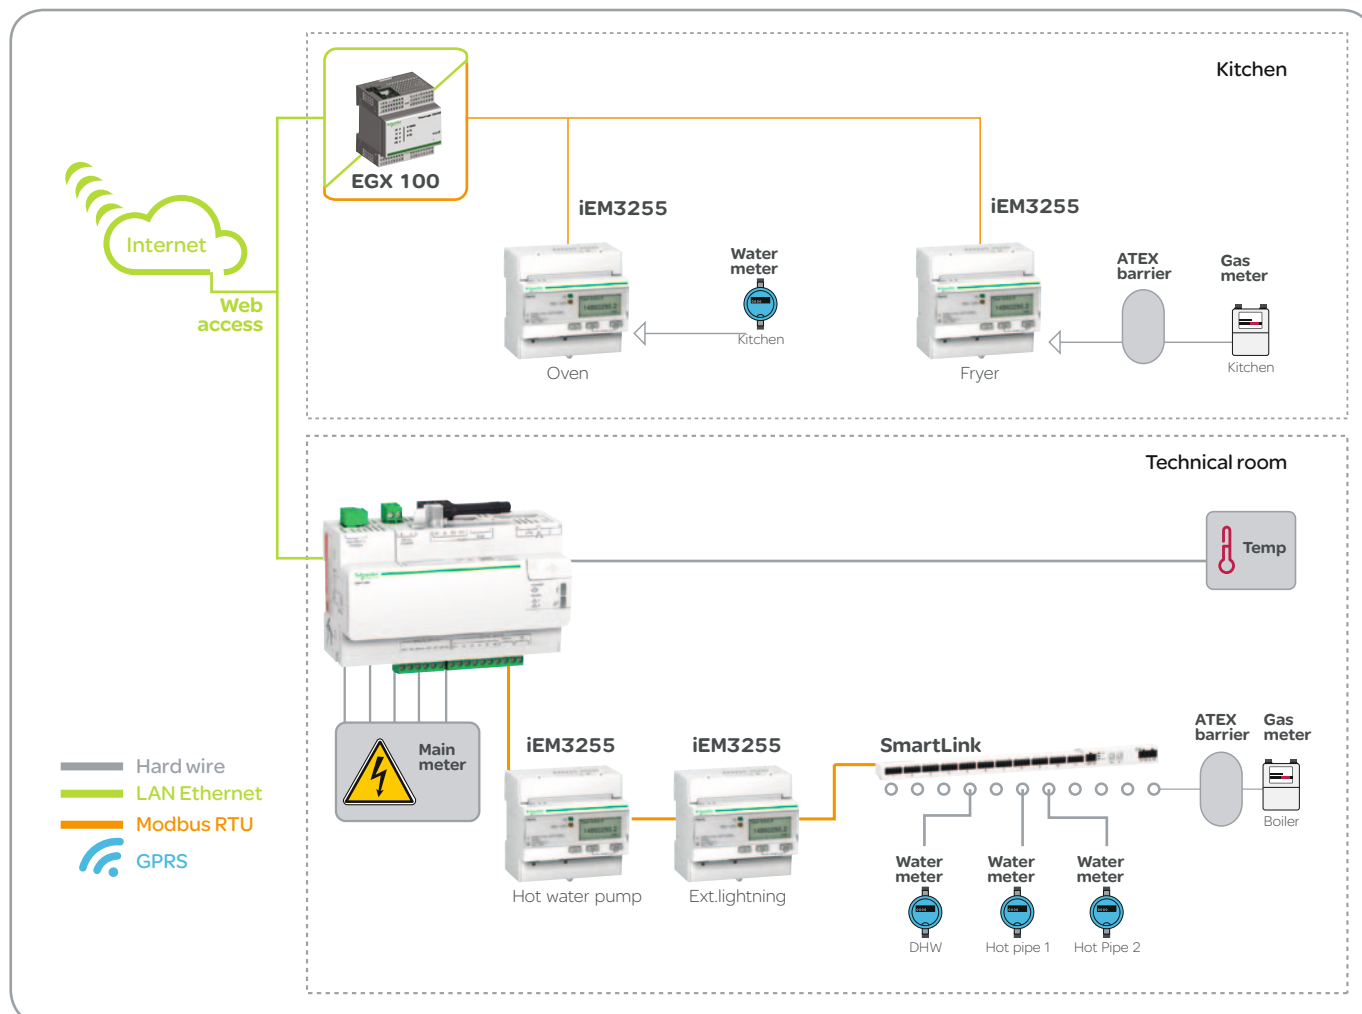 Kitchen
EGX 100
iEM3255
iEM3255
Water
meter
ATEX
barrier
Gas
meter
Internet
Web
access
Kitchen
Oven
Fryer
Kitchen
Technical room
Temp
Main
meter
iEM3255
iEM3255
SmartLink
ATEX
barrier
Gas
meter
Hard wire
LAN Ethernet
Modbus RTU
GPRS
Boiler
Hot water pump
Ext.lightning
Water
meter
Water
meter
Water
meter
DHW
Hot pipe 1
Hot Pipe 2